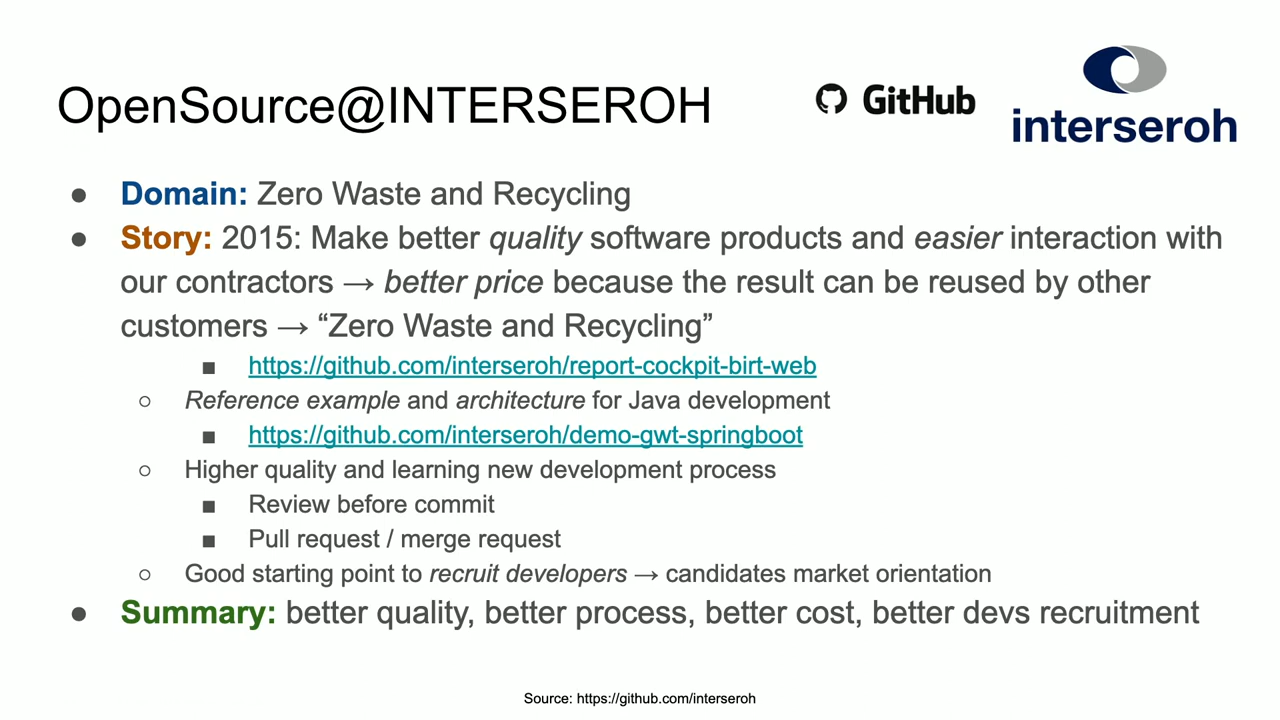 OpenSource@INTERSEROH
GitHub
interseroh
● Domain: Zero Waste and Recycling
● Story: 2015: Make better quality software products and easier interaction with
our contractors → better price because the result can be reused by other
customers → “Zero Waste and Recycling”
■ https://github.com/interseroh/report-cockpit-birt-web
○ Reference example and architecture for Java development
■ https://github.com/interseroh/demo-gwt-springboot
○ Higher quality and learning new development process
■ Review before commit
■ Pull request / merge request
○ Good starting point to recruit developers → candidates market orientation
● Summary: better quality, better process, better cost, better devs recruitment
Source: https://github.com/interseroh